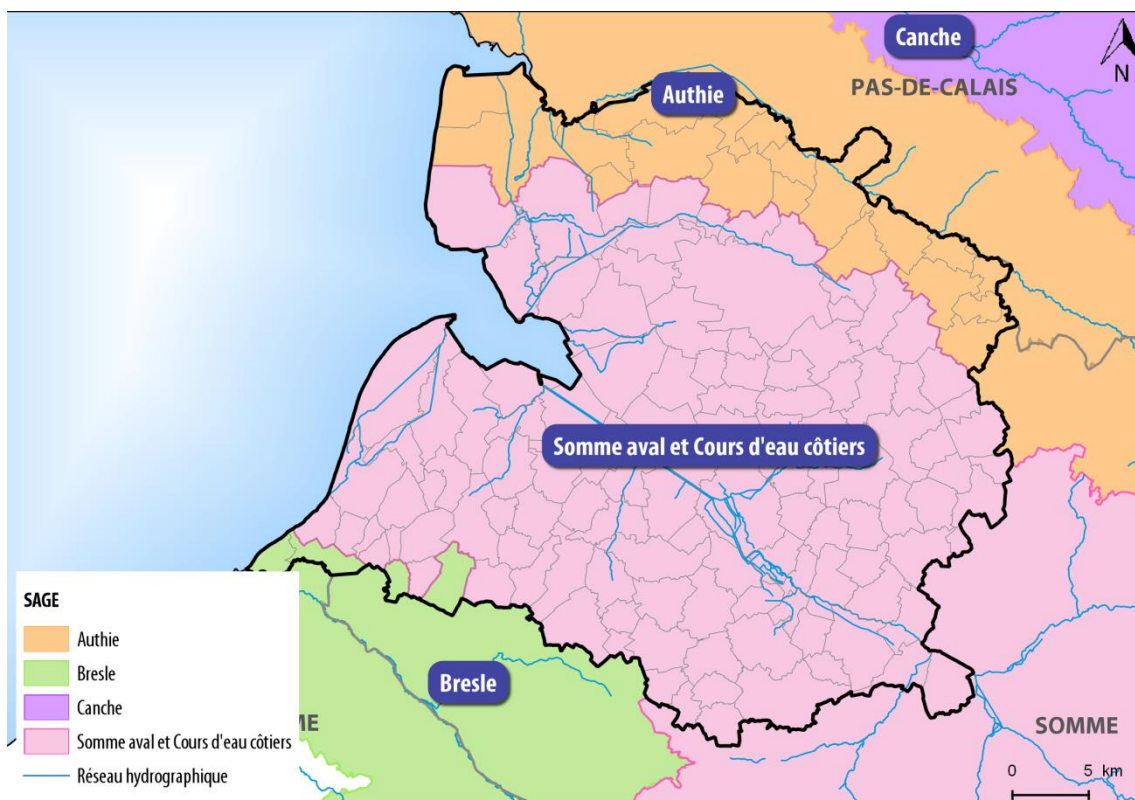 Canche
N
PAS-DE-CALAIS
Authie
Somme aval et Cours d'eau côtiers
SAGE
Authie
Bresle
Canche
Somme aval et Cours d'eau côtiers
Réseau hydrographique
ME
Bresle
SOMME
0 5 km